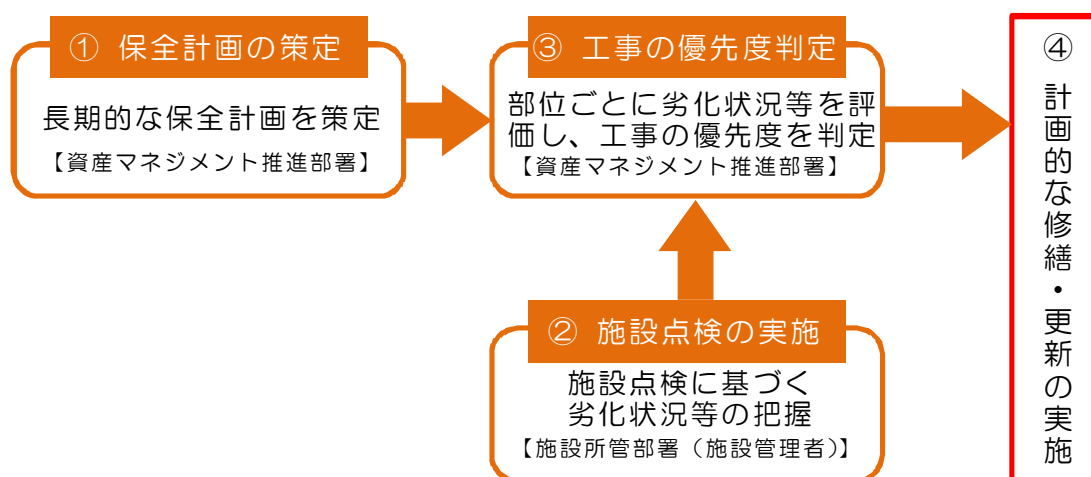 ① 保全計画の策定
長期的な保全計画を策定
【資産マネジメント推進部署】
③ 工事の優先度判定
部位ごとに劣化状況等を評
価し、工事の優先度を判定
【資産マネジメント推進部署】
② 施設点検の実施
施設点検に基づく
劣化状況等の把握
【施設所管部署（施設管理者）】
④ 計画的な修繕・更新の実施